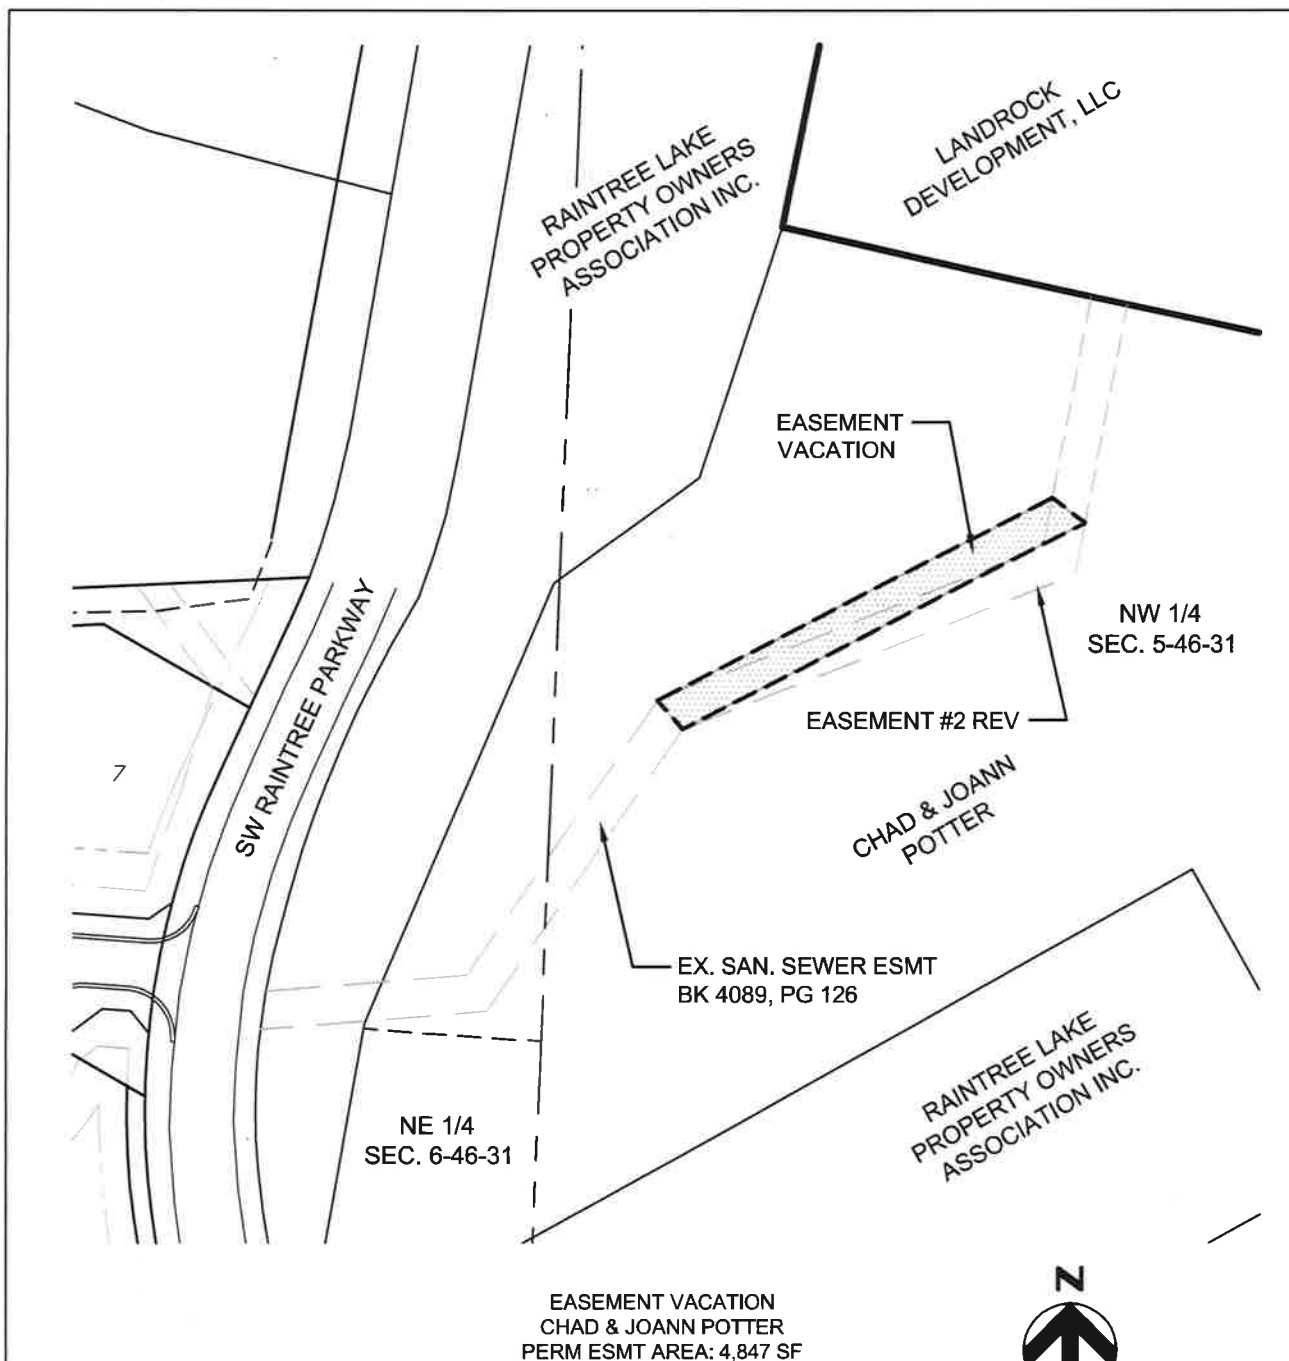 RAINTREE LAKE
PROPERTY OWNERS
ASSOCIATION INC.
LANDROCK
DEVELOPMENT, LLC
EASEMENT
VACATION
NW 1/4
SEC. 5-46-31
EASEMENT #2 REV
SW RAINTREE PARKWAY
7
CHAD & JOANN
POTTER
EX. SAN. SEWER ESMT
BK 4089, PG 126
RAINTREE LAKE
PROPERTY OWNERS
ASSOCIATION INC.
NE 1/4
SEC. 6-46-31
N
EASEMENT VACATION
CHAD & JOANN POTTER
PERM ESMT AREA: 4,847 SF